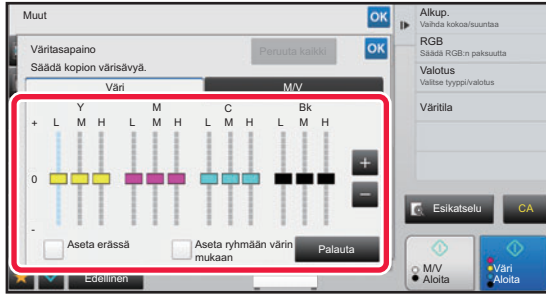 Muut
OK
Väritasapaino
Peruuta kaikki
OK
Säädä kopion värisävyä.
Väri
M/V
Y M C Bk
+ L M H L M H L M H L M H
+
0
−
-
Aseta erässä
Aseta ryhmään värin mukaan
Palauta
Edellinen
Alkup.
Vaihda kokoa/suuntaa
RGB
Säädä RGB:n paksuutta
Valotus
Valitse tyyppi/valotus
Väritila
Esikatselu
CA
M/V
Aloita
Väri
Aloita